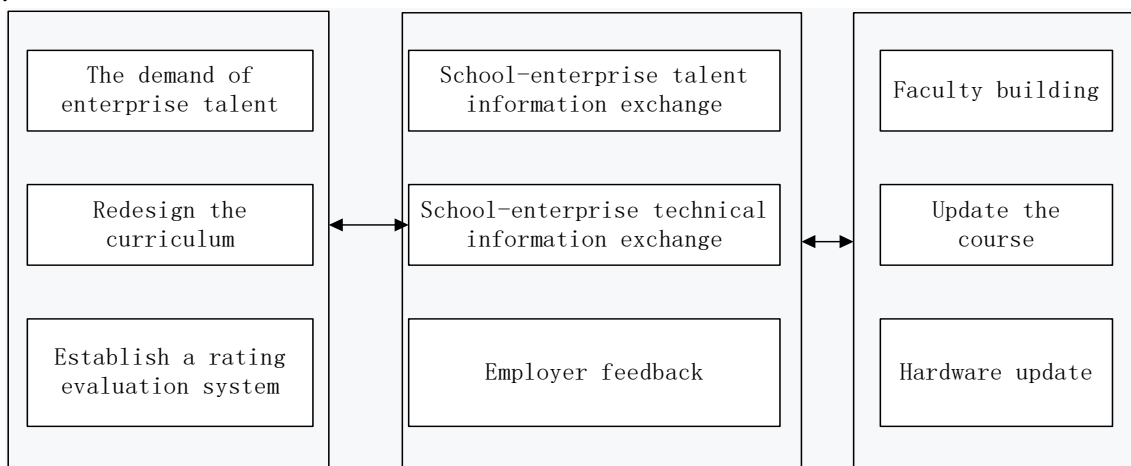 The demand of
enterprise talent
Redesign the
curriculum
Establish a rating
evaluation system
School-enterprise talent
information exchange
School-enterprise technical
information exchange
Employer feedback
Faculty building
Update the
course
Hardware update